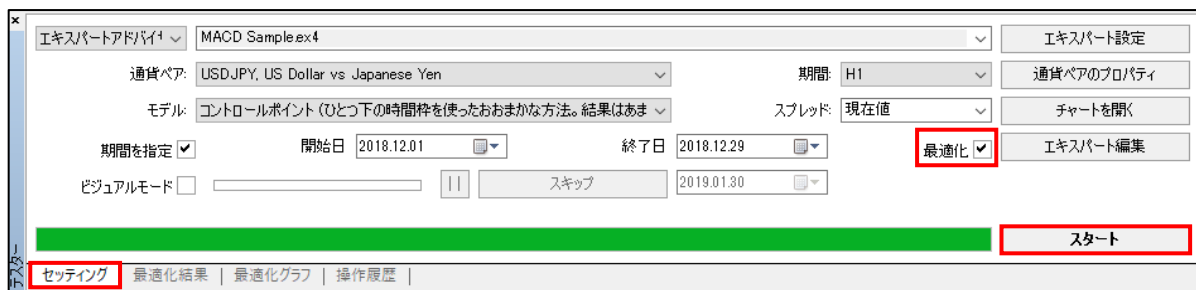 エキスパートアドバイ MACD Sample.ex4 エキスパート設定
通貨ペア: USDJPY, US Dollar vs Japanese Yen 期間: H1 通貨ペアのプロパティ
モデル: コントロールポイント (ひとつ下の時間枠を使ったおおまかな方法。結果はあま スプレッド: 現在値 チャートを開く
期間を指定 開始日 2018.12.01 終了日 2018.12.29 最適化 エキスパート編集
ビジュアルモード スキップ 2019.01.30
スタート
テスター
セッティング | 最適化結果 | 最適化グラフ | 操作履歴 |